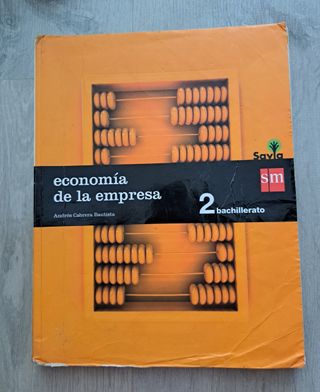 Savia
economía
de la empresa
Andrés Cabrera Bautista
2 bachillerato
sm